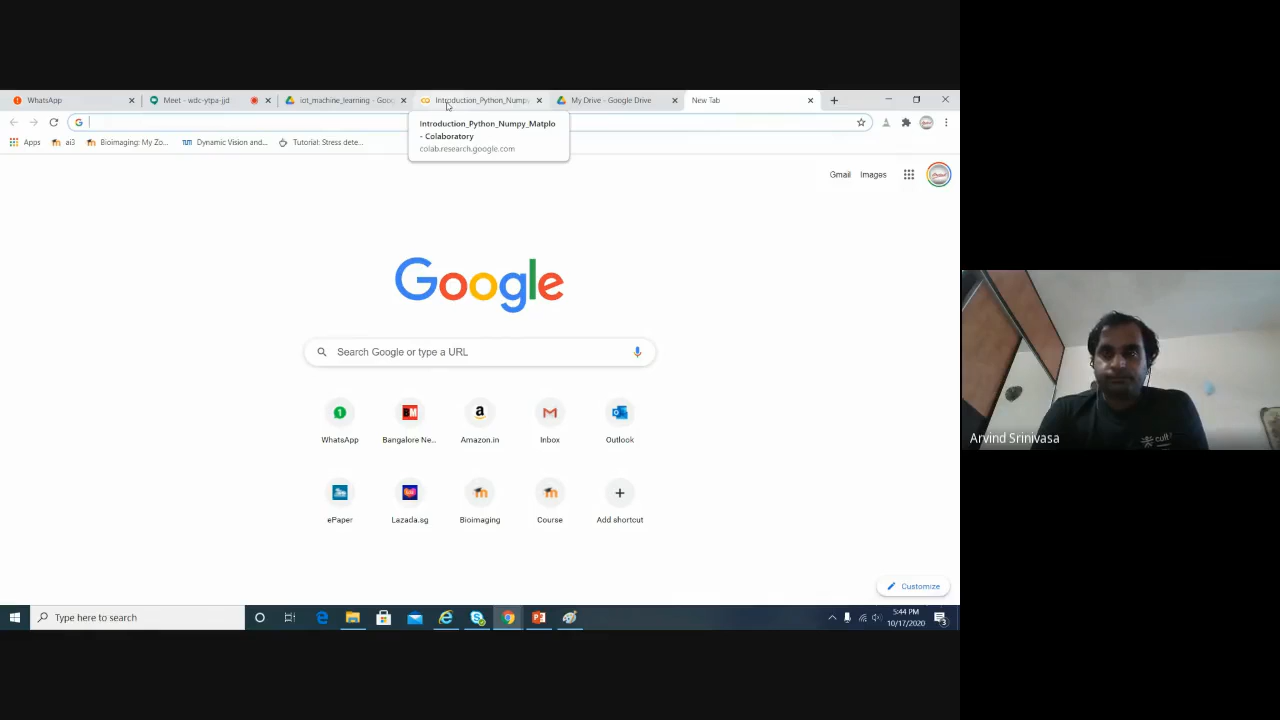 WhatsApp
Meet - wdc-ytpa-jjd
iot_machine_learning - Goog
Introduction_Python_Nump
My Drive - Google Drive
New Tab
Introduction_Python_Numpy_Matplo
- Colaboratory
colab.research.google.com
Apps
ai3
Bioimaging: My Zo...
TUM
Dynamic Vision and...
Tutorial: Stress dete...
Gmail
Images
Google
Search Google or type a URL
WhatsApp
Bangalore Ne...
Amazon.in
Inbox
Outlook
ePaper
Lazada.sg
Bioimaging
Course
Add shortcut
Customize
Arvind Srinivasa
Type here to search
5:44 PM
10/17/2020